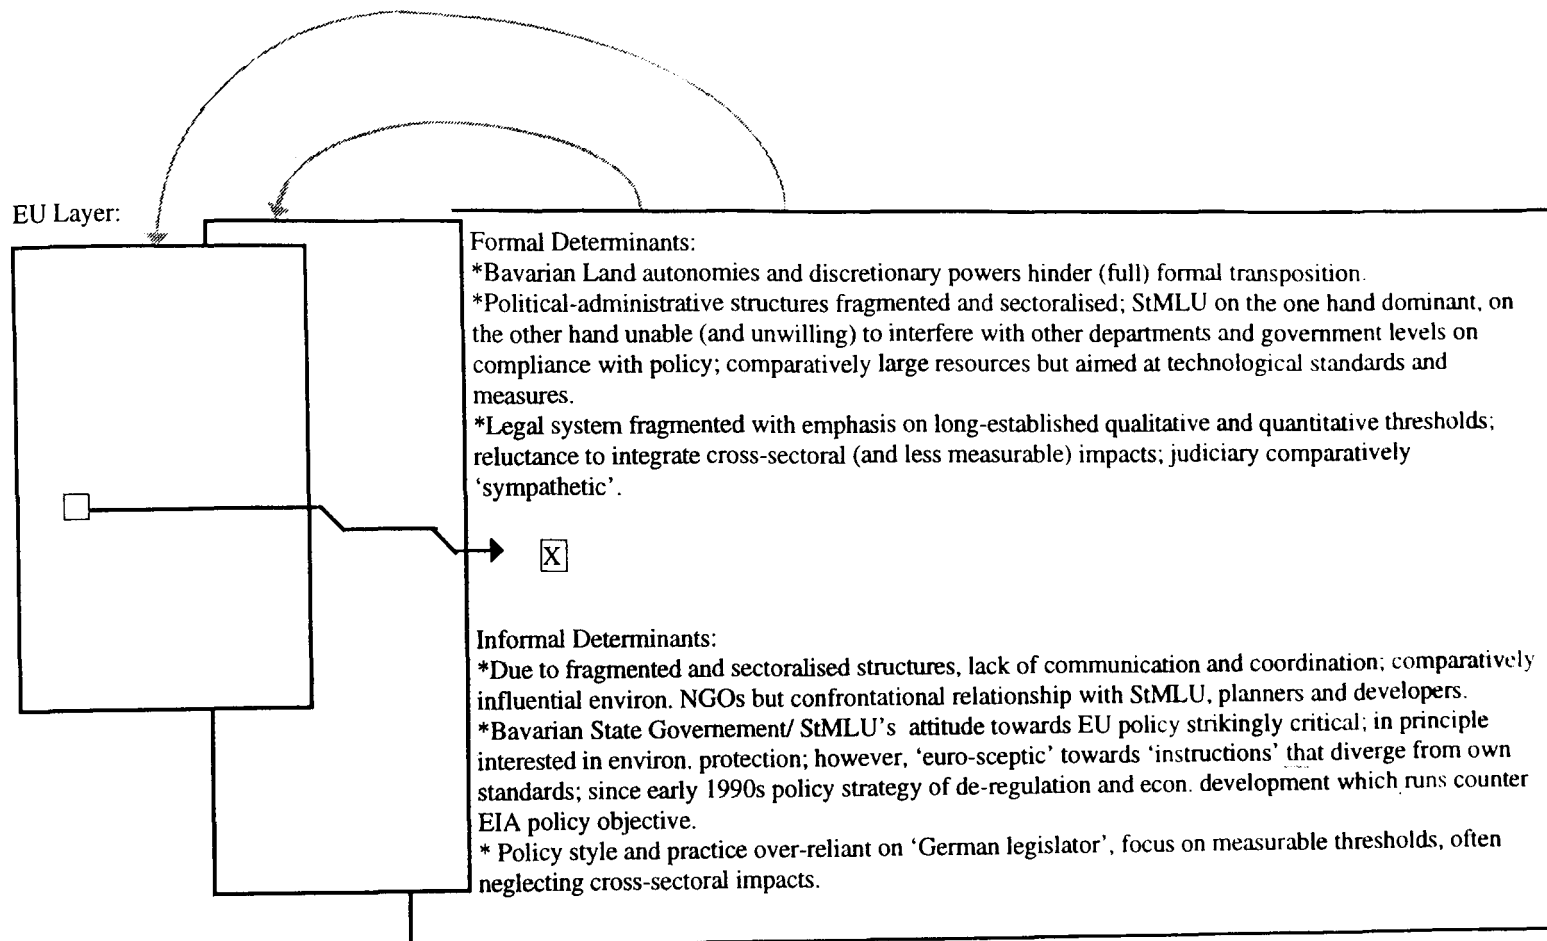 EU Layer:
Formal Determinants:
*Bavarian Land autonomies and discretionary powers hinder (full) formal transposition.
*Political-administrative structures fragmented and sectoralised; StMLU on the one hand dominant, on
the other hand unable (and unwilling) to interfere with other departments and government levels on
compliance with policy; comparatively large resources but aimed at technological standards and
measures.
*Legal system fragmented with emphasis on long-established qualitative and quantitative thresholds;
reluctance to integrate cross-sectoral (and less measurable) impacts; judiciary comparatively
‘sympathetic’.
X
Informal Determinants:
*Due to fragmented and sectoralised structures, lack of communication and coordination; comparatively
influential environ. NGOs but confrontational relationship with StMLU, planners and developers.
*Bavarian State Governement/ StMLU’s attitude towards EU policy strikingly critical; in principle
interested in environ. protection; however, ‘euro-sceptic’ towards ‘instructions’ that diverge from own
standards; since early 1990s policy strategy of de-regulation and econ. development which runs counter
EIA policy objective.
* Policy style and practice over-reliant on ‘German legislator’, focus on measurable thresholds, often
neglecting cross-sectoral impacts.